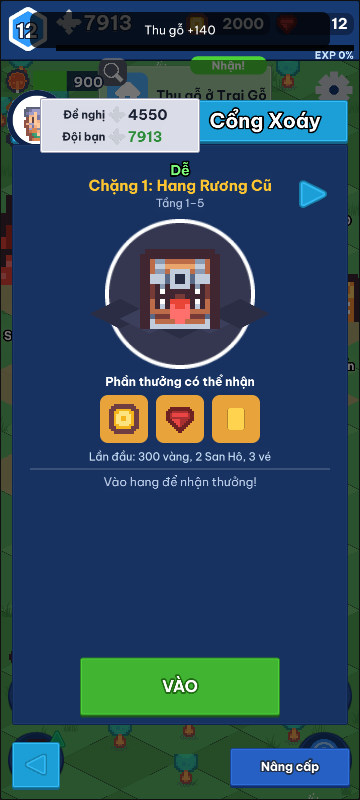 12
7913
Thu gỗ +140
2000
12
EXP 0%
Nhận!
900
Thu gỗ ở Trại Gỗ
Đề nghị 4550
Đội bạn 7913
Cổng Xoáy
Dễ
Chặng 1: Hang Rương Cũ
Tầng 1-5
Phần thưởng có thể nhận
Lần đầu: 300 vàng, 2 San Hô, 3 vé
Vào hang để nhận thưởng!
VÀO
Nâng cấp